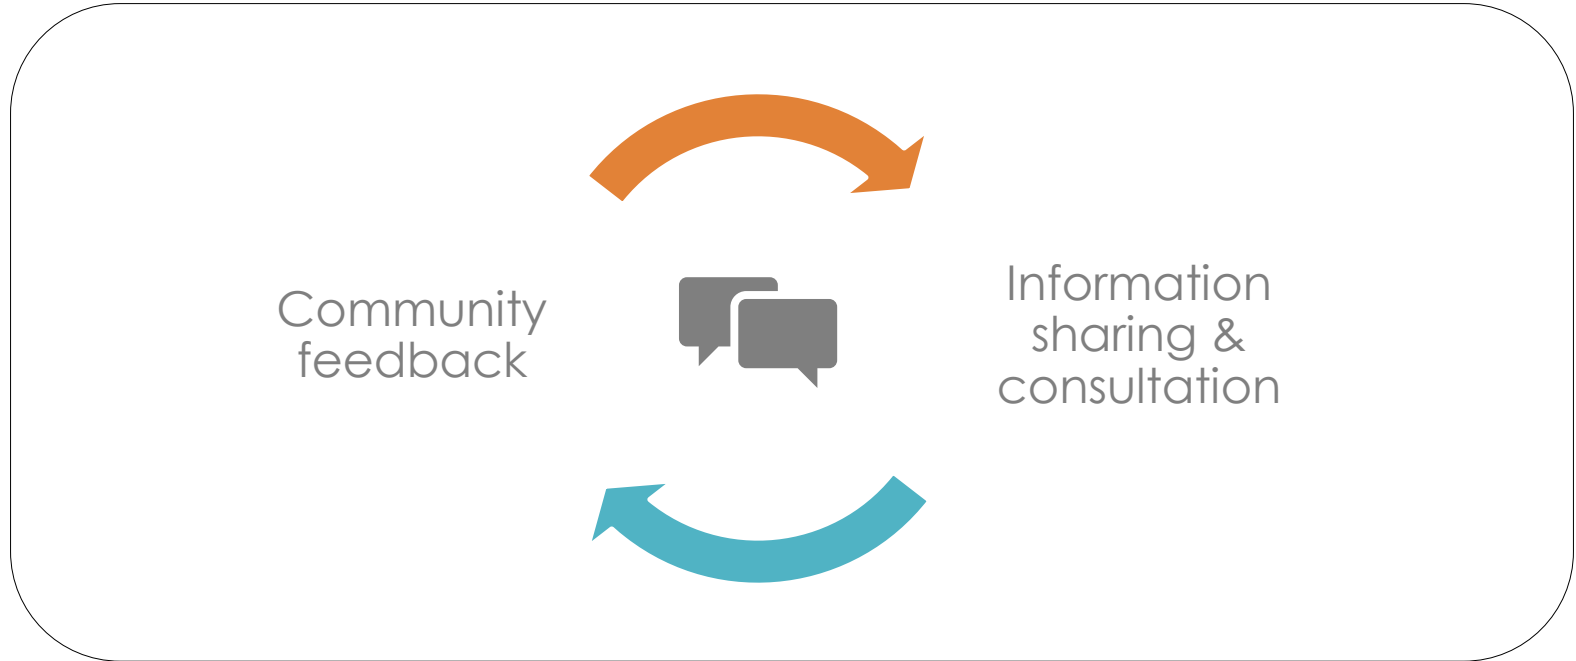 Community
feedback
Information
sharing &
consultation